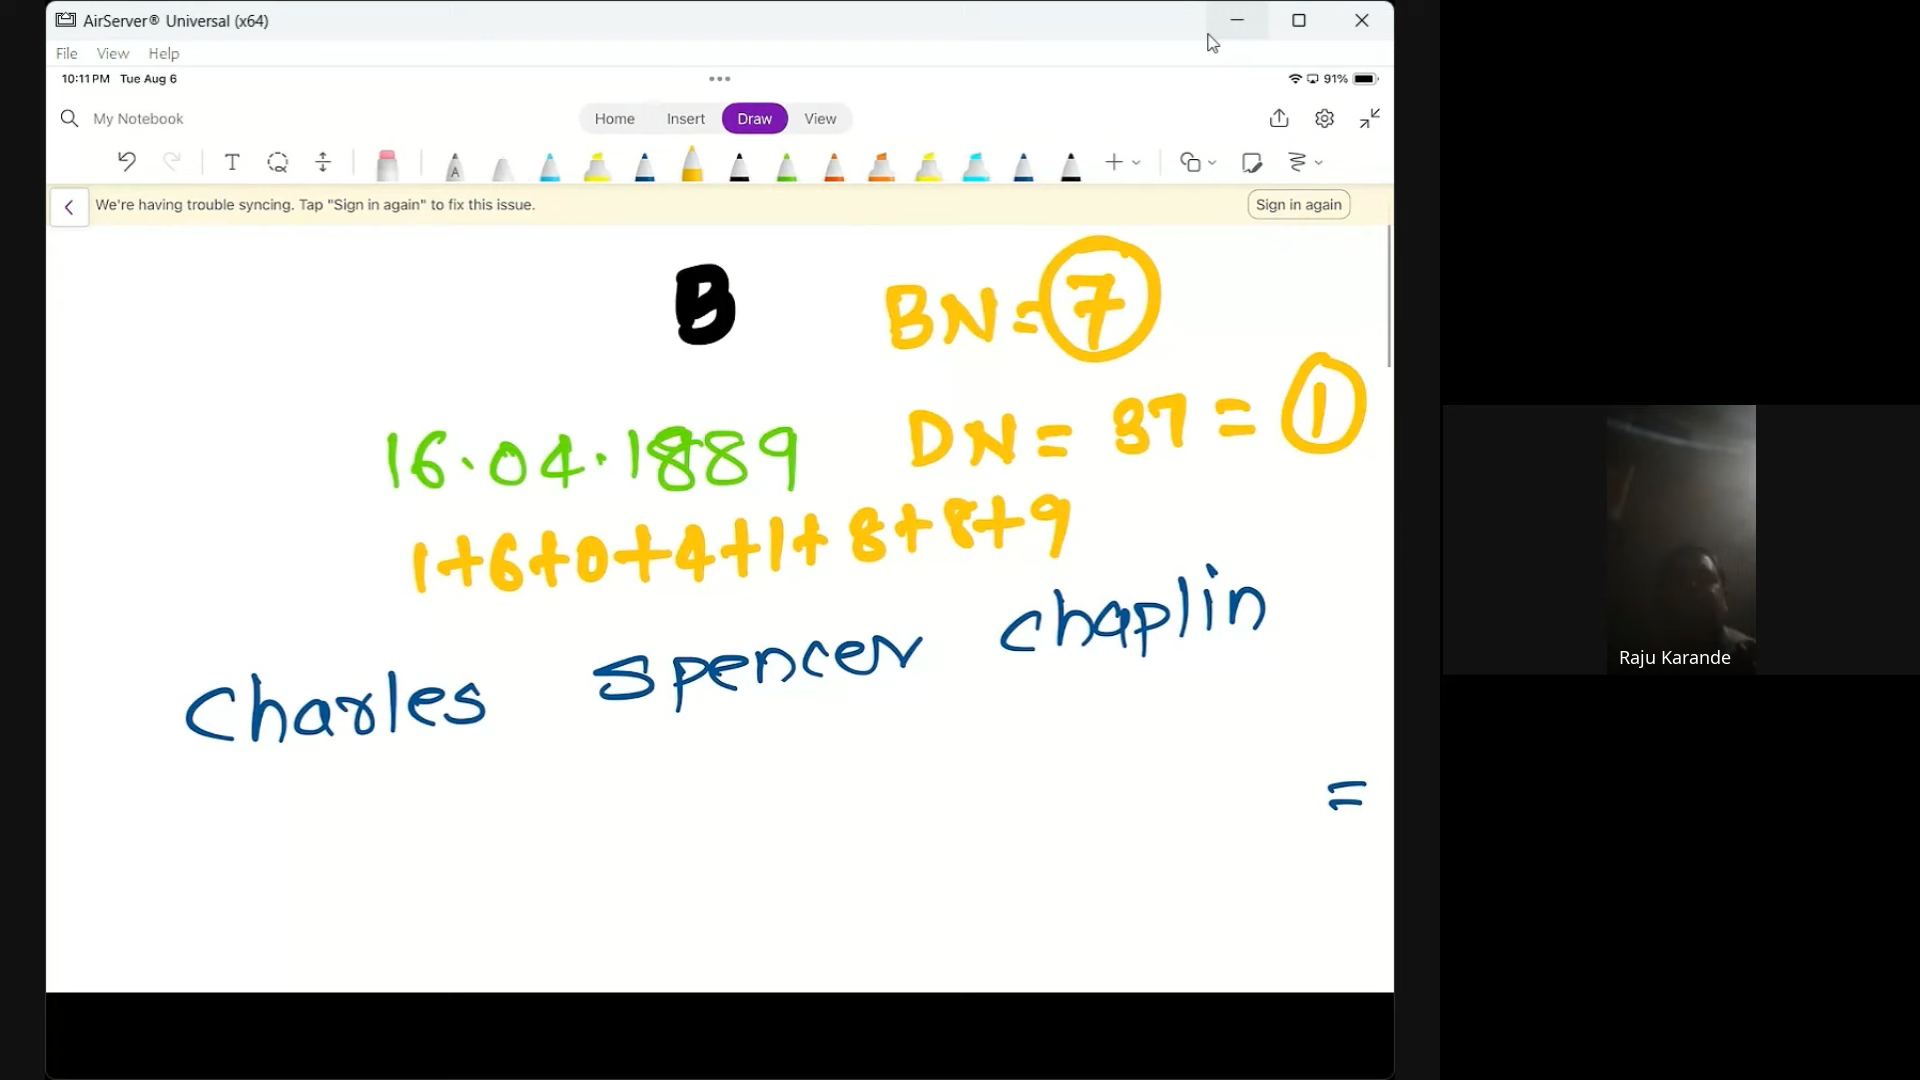 AirServer® Universal (x64)
File View Help
10:11 PM Tue Aug 6
91%
My Notebook
Home Insert Draw View
T A
We're having trouble syncing. Tap "Sign in again" to fix this issue.
Sign in again
B BN = 7
16.04.1889 DN = 37 = 1
1+6+0+4+1+8+8+9
Charles Spencer Chaplin
=
Raju Karande